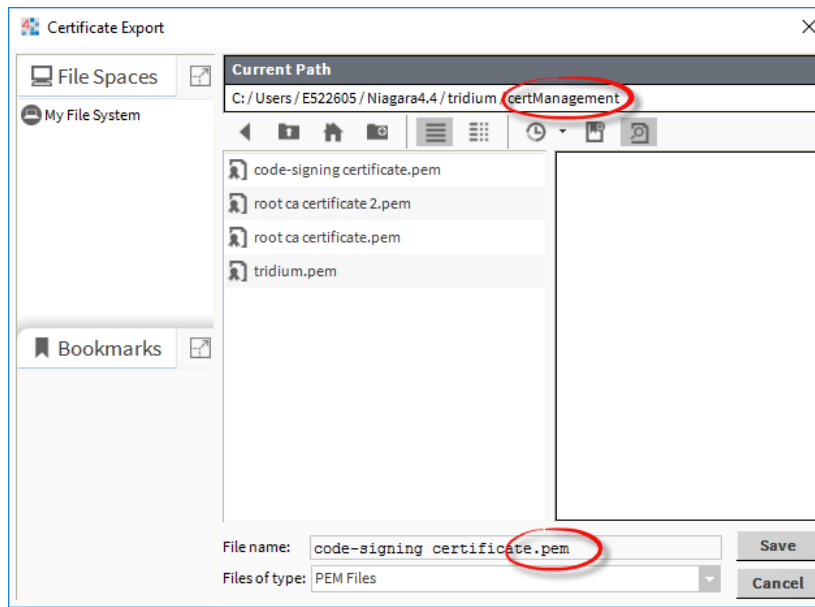 Certificate Export
File Spaces
My File System
Bookmarks
Current Path
C: / Users / E522605 / Niagara4.4 / tridium / certManagement
code-signing certificate.pem
root ca certificate 2.pem
root ca certificate.pem
tridium.pem
File name: code-signing certificate.pem
Save
Files of type: PEM Files
Cancel